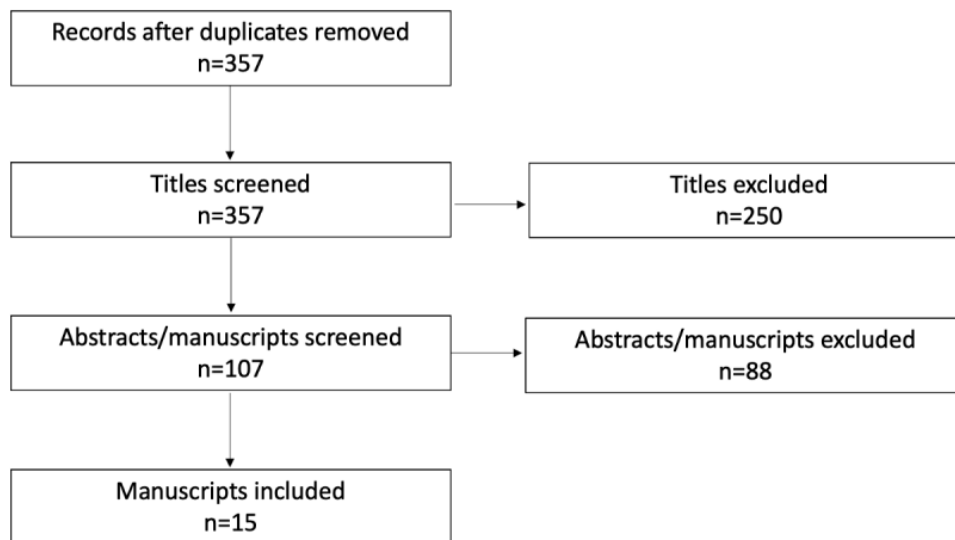 Records after duplicates removed
n=357
Titles screened
n=357
Titles excluded
n=250
Abstracts/manuscripts screened
n=107
Abstracts/manuscripts excluded
n=88
Manuscripts included
n=15